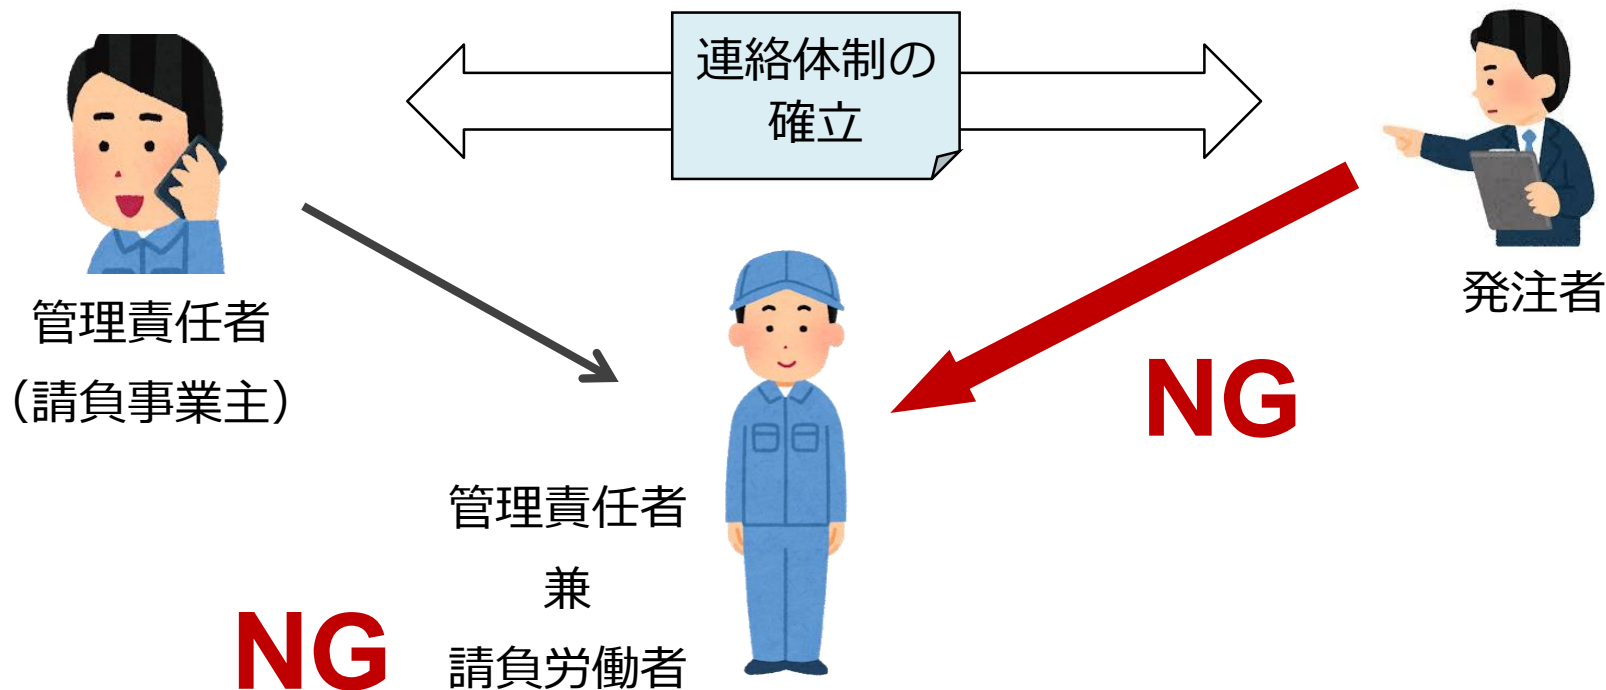 連絡体制の
確立
管理責任者
（請負事業主）
発注者
NG
管理責任者
兼
請負労働者
NG